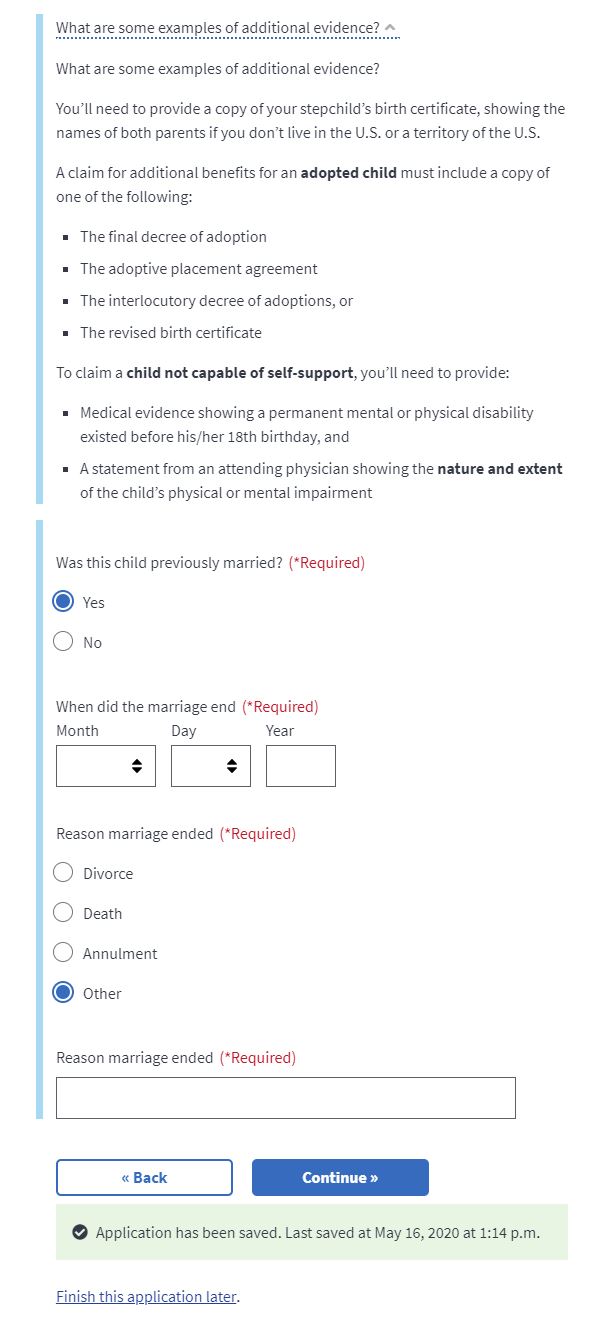 What are some examples of additional evidence?
What are some examples of additional evidence?
You’ll need to provide a copy of your stepchild’s birth certificate, showing the
names of both parents if you don’t live in the U.S. or a territory of the U.S.
A claim for additional benefits for an adopted child must include a copy of
one of the following:
The final decree of adoption
The adoptive placement agreement
The interlocutory decree of adoptions, or
The revised birth certificate
To claim a child not capable of self-support, you’ll need to provide:
Medical evidence showing a permanent mental or physical disability
existed before his/her 18th birthday, and
A statement from an attending physician showing the nature and extent
of the child’s physical or mental impairment
Was this child previously married? (*Required)
Yes
No
When did the marriage end (*Required)
Month Day Year
Reason marriage ended (*Required)
Divorce
Death
Annulment
Other
Reason marriage ended (*Required)
« Back Continue »
Application has been saved. Last saved at May 16, 2020 at 1:14 p.m.
Finish this application later.